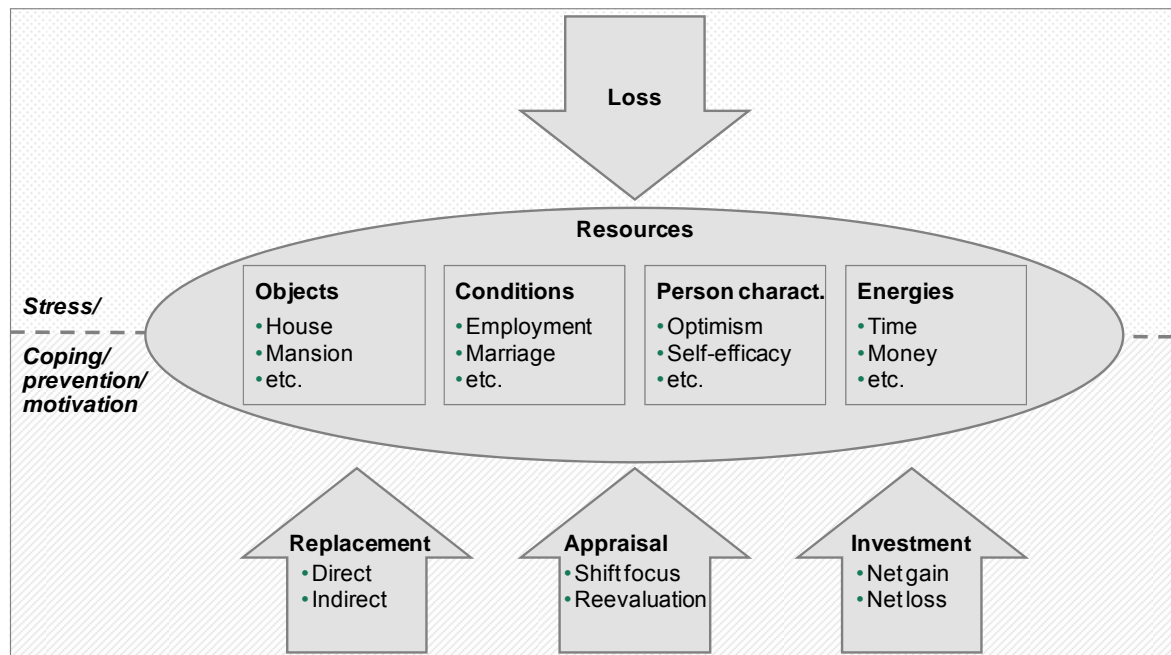 Loss
Resources
Stress/
Coping/
prevention/
motivation
Objects
• House
• Mansion
• etc.
Conditions
• Employment
• Marriage
• etc.
Person charact.
• Optimism
• Self-efficacy
• etc.
Energies
• Time
• Money
• etc.
Replacement
• Direct
• Indirect
Appraisal
• Shift focus
• Reevaluation
Investment
• Net gain
• Net loss